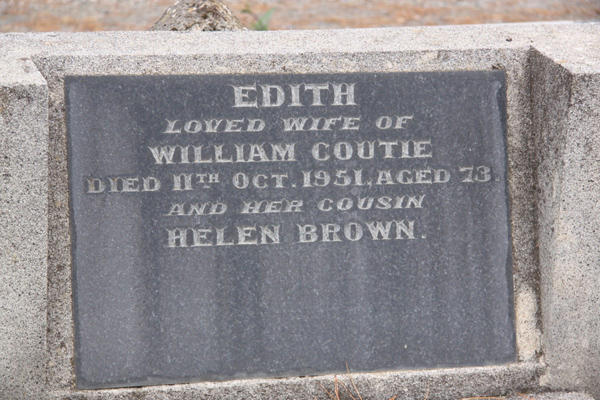 EDITH
LOVED WIFE OF
WILLIAM COUTIE
DIED 11TH OCT. 1951. AGED 73.
AND HER COUSIN
HELEN BROWN.